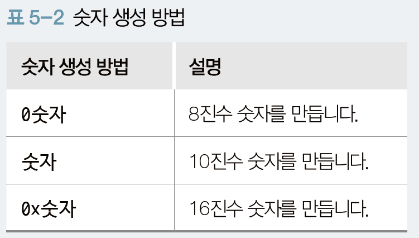 표 5-2 숫자 생성 방법
숫자 생성 방법 설명
0숫자 8진수 숫자를 만듭니다.
숫자 10진수 숫자를 만듭니다.
0x숫자 16진수 숫자를 만듭니다.